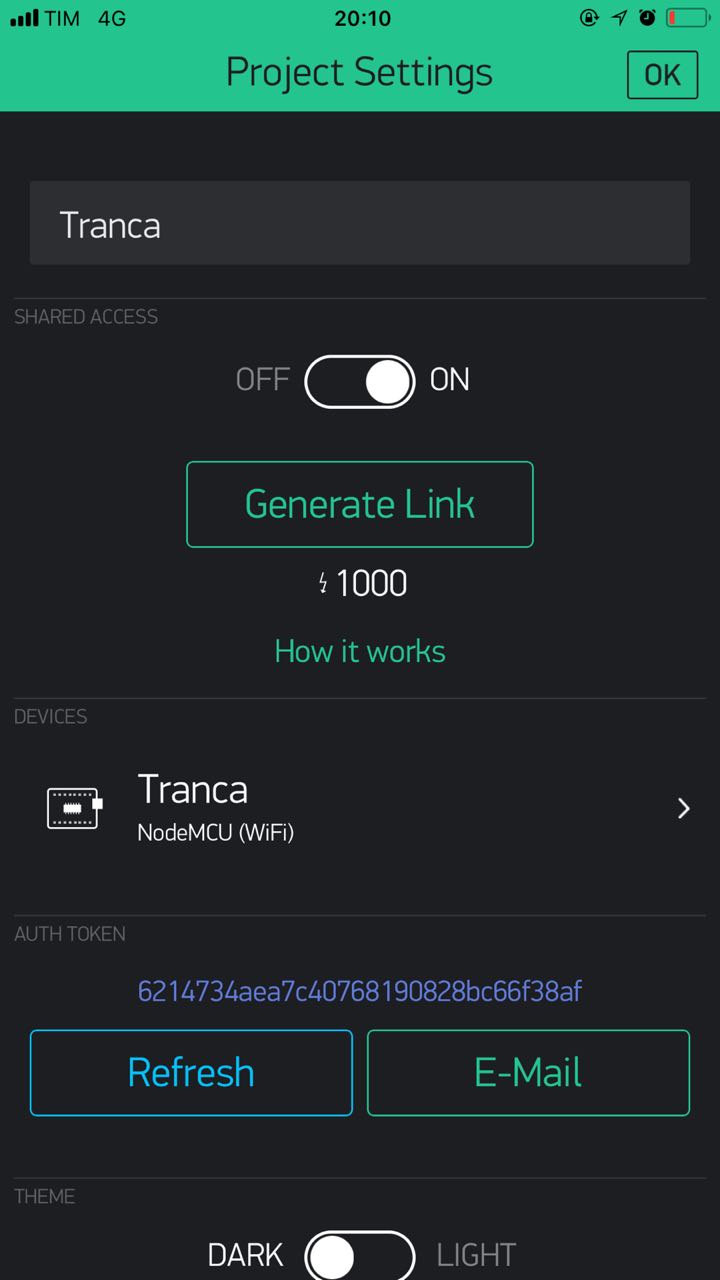 TIM 4G 20:10
Project Settings OK
Tranca
SHARED ACCESS
OFF ON
Generate Link
1000
How it works
DEVICES
Tranca
NodeMCU (WiFi)
AUTH TOKEN
6214734aea7c40768190828bc66f38af
Refresh E-Mail
THEME
DARK LIGHT